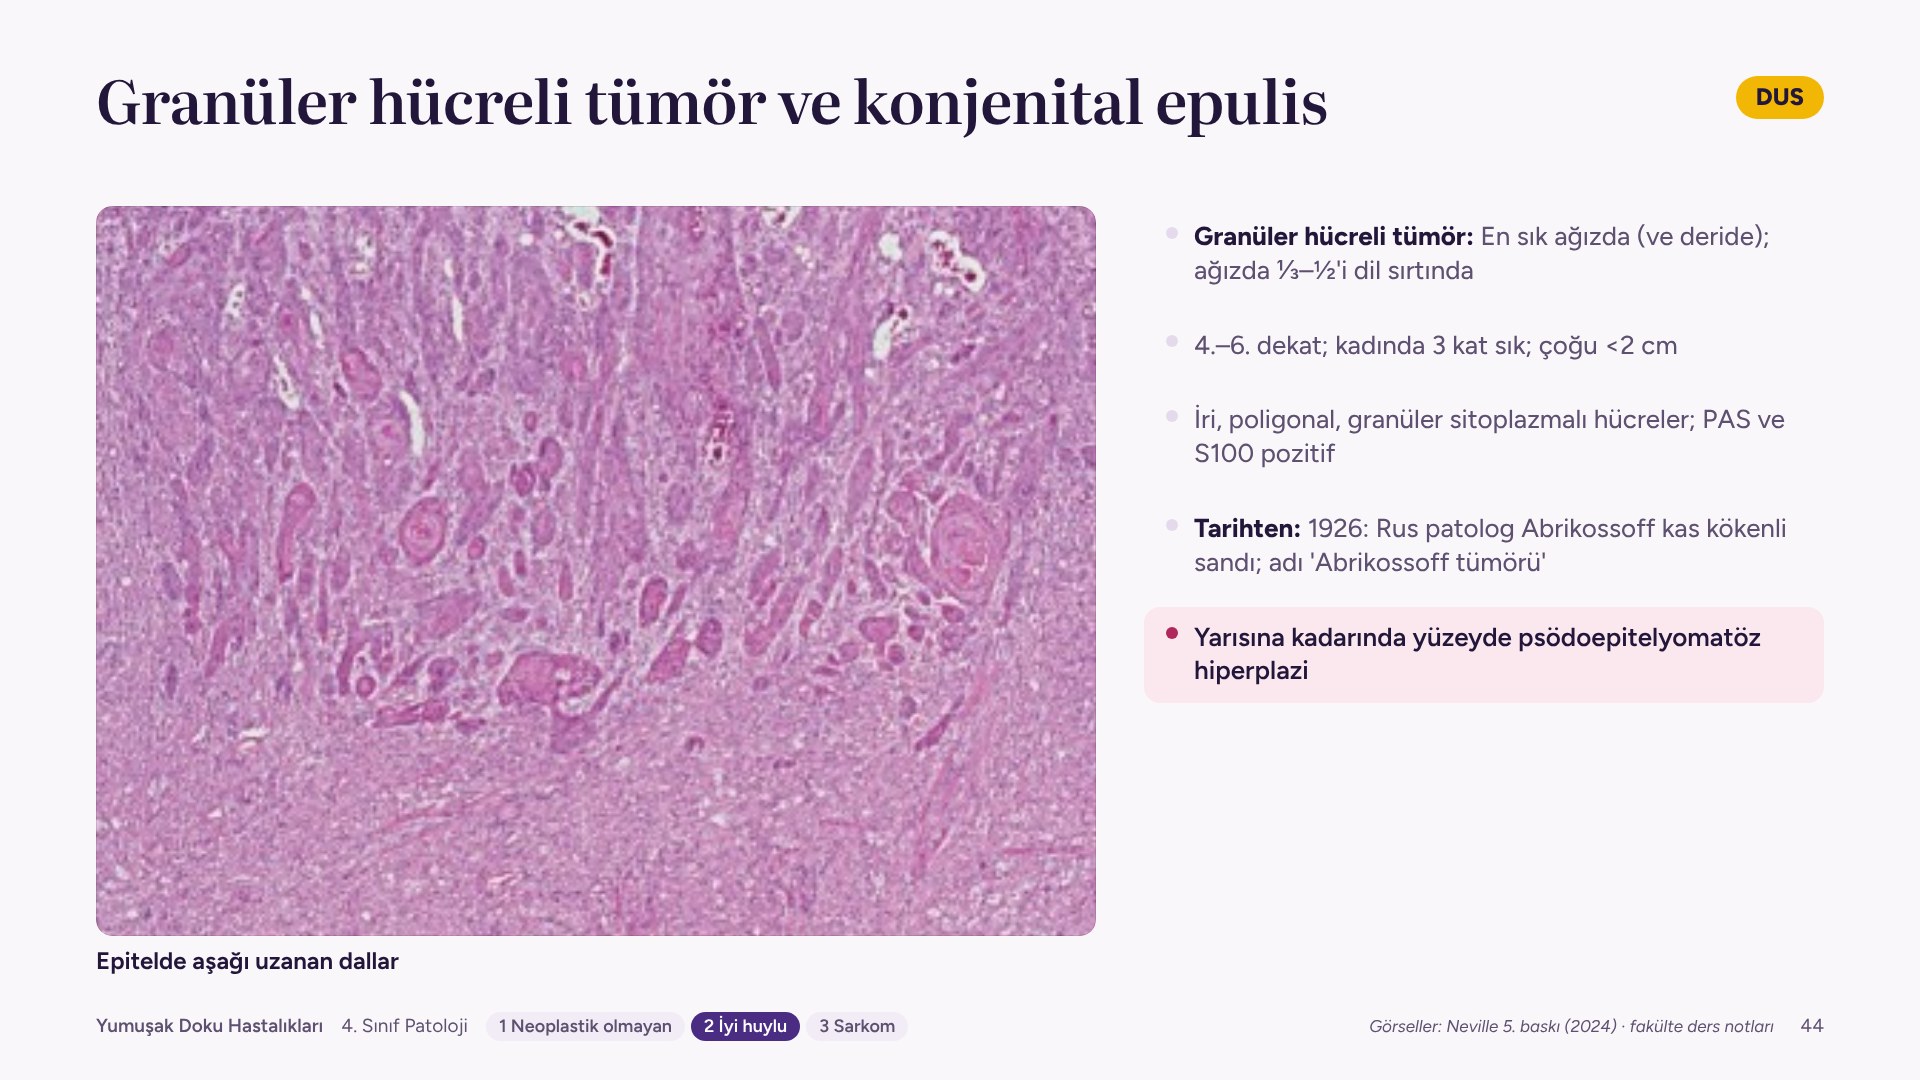 Granüler hücreli tümör ve konjenital epulis
DUS
Granüler hücreli tümör: En sık ağızda (ve deride);
ağızda ⅓–½'i dil sırtında
4.–6. dekat; kadında 3 kat sık; çoğu <2 cm
İri, poligonal, granüler sitoplazmalı hücreler; PAS ve
S100 pozitif
Tarihten: 1926: Rus patolog Abrikossoff kas kökenli
sandı; adı 'Abrikossoff tümörü'
Yarısına kadarında yüzeyde psödoepitelyomatöz
hiperplazi
Epitelde aşağı uzanan dallar
Yumuşak Doku Hastalıkları 4. Sınıf Patoloji 1 Neoplastik olmayan 2 İyi huylu 3 Sarkom
Görseller: Neville 5. baskı (2024) · fakülte ders notları 44